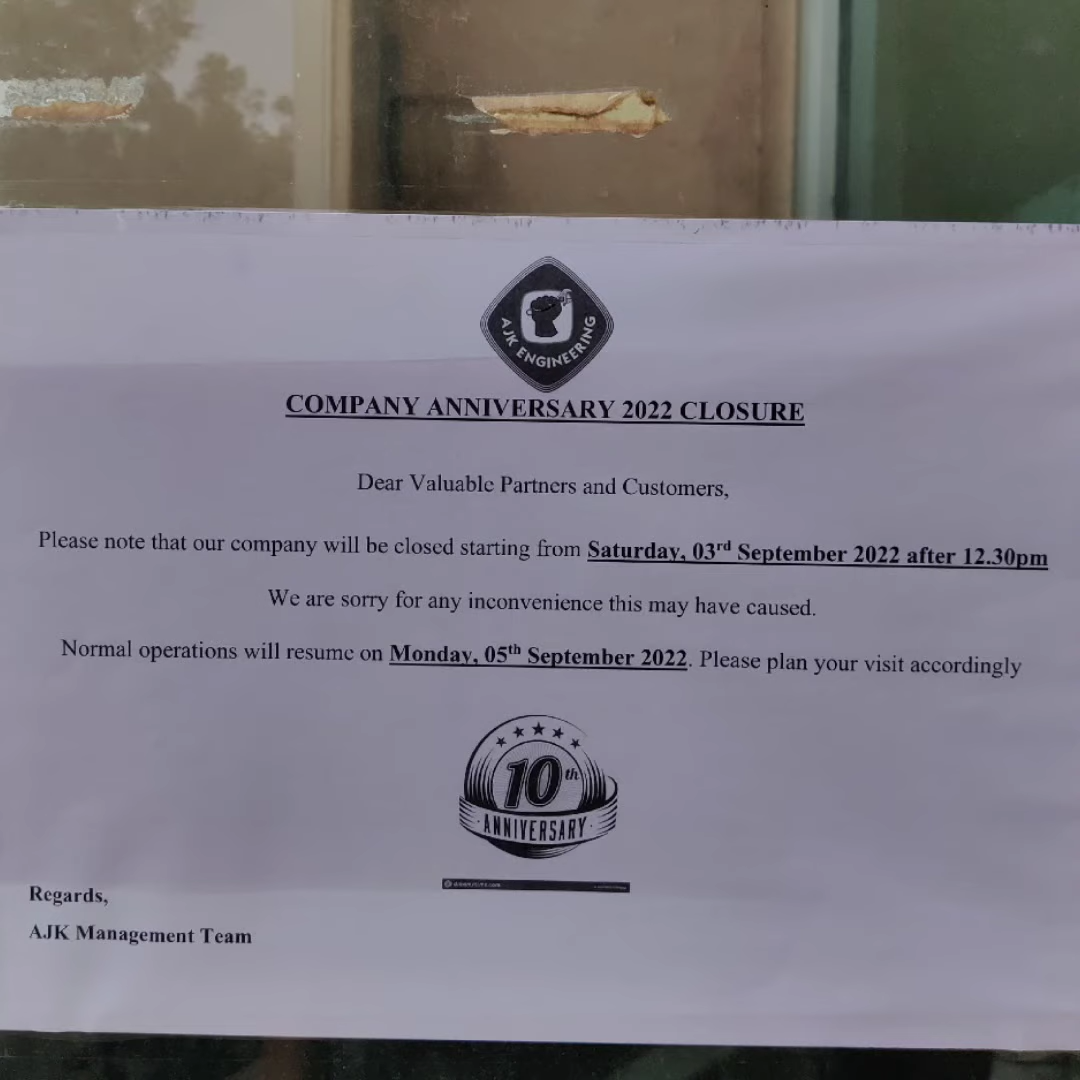 AJK ENGINEERING
COMPANY ANNIVERSARY 2022 CLOSURE
Dear Valuable Partners and Customers,
Please note that our company will be closed starting from Saturday, 03rd September 2022 after 12.30pm
We are sorry for any inconvenience this may have caused.
Normal operations will resume on Monday, 05th September 2022. Please plan your visit accordingly
10th
ANNIVERSARY
Regards,
AJK Management Team